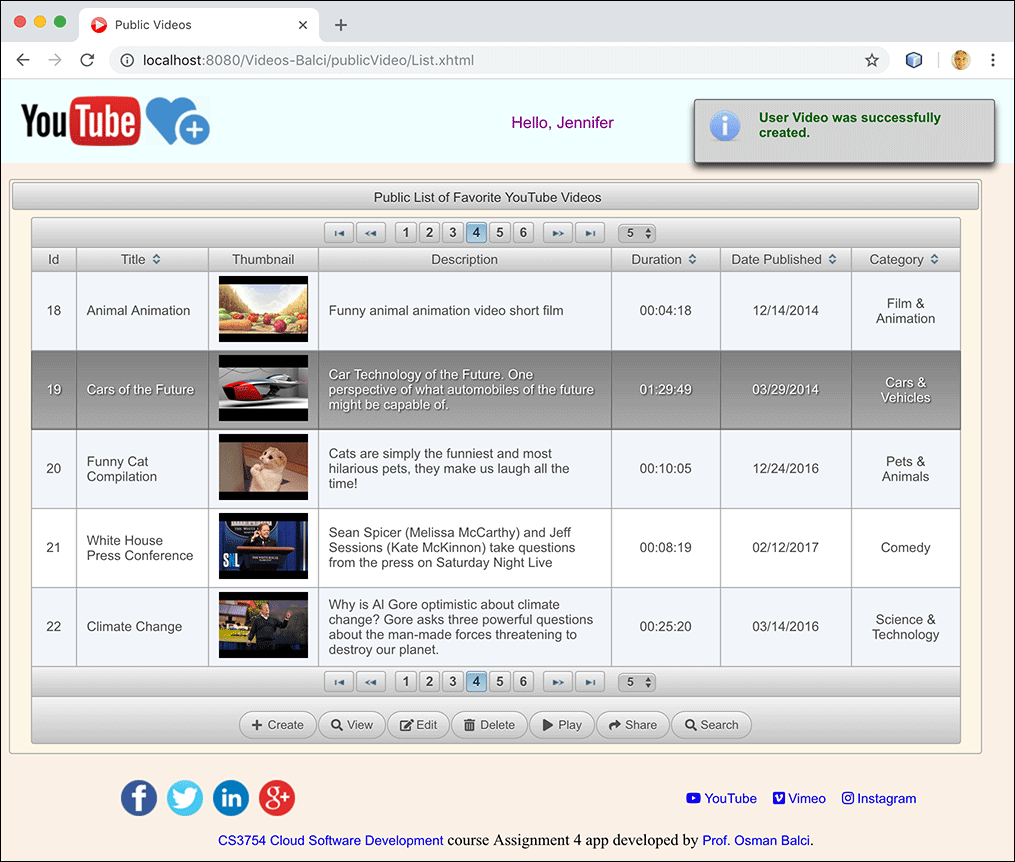 Public Videos
localhost:8080/Videos-Balci/publicVideo/List.xhtml
YouTube
Hello, Jennifer
User Video was successfully
created.
Public List of Favorite YouTube Videos
1 2 3 4 5 6 5
Id Title Thumbnail Description Duration Date Published Category
18 Animal Animation Funny animal animation video short film 00:04:18 12/14/2014 Film &
Animation
19 Cars of the Future Car Technology of the Future. One
perspective of what automobiles of the future
might be capable of. 01:29:49 03/29/2014 Cars &
Vehicles
20 Funny Cat
Compilation Cats are simply the funniest and most
hilarious pets, they make us laugh all the
time! 00:10:05 12/24/2016 Pets &
Animals
21 White House
Press Conference SNL Sean Spicer (Melissa McCarthy) and Jeff
Sessions (Kate McKinnon) take questions
from the press on Saturday Night Live 00:08:19 02/12/2017 Comedy
22 Climate Change Why is Al Gore optimistic about climate
change? Gore asks three powerful questions
about the man-made forces threatening to
destroy our planet. 00:25:20 03/14/2016 Science &
Technology
1 2 3 4 5 6 5
Create View Edit Delete Play Share Search
f in g+ YouTube Vimeo Instagram
CS3754 Cloud Software Development course Assignment 4 app developed by Prof. Osman Balci.